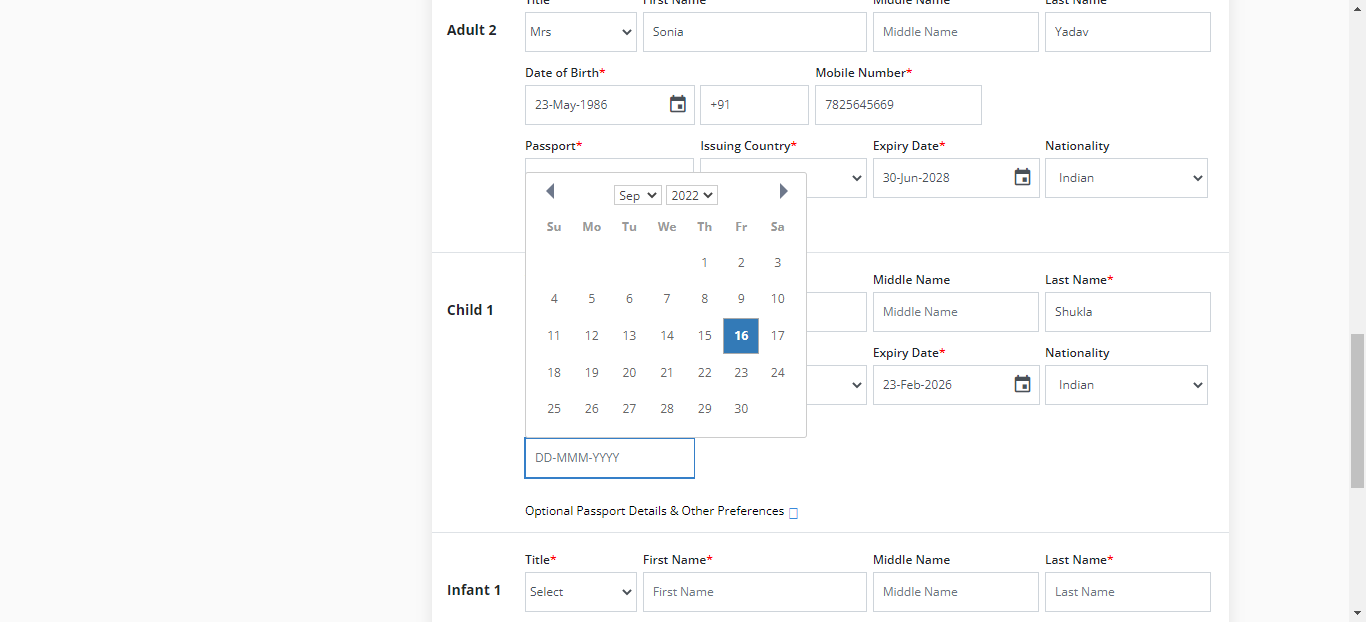 Title First Name Middle Name Last Name
Adult 2 Mrs Sonia Middle Name Yadav
Date of Birth* Mobile Number*
23-May-1986 +91 7825645669
Passport* Issuing Country* Expiry Date* Nationality
30-Jun-2028 Indian
Sep 2022
Su Mo Tu We Th Fr Sa
1 2 3
4 5 6 7 8 9 10
11 12 13 14 15 16 17
18 19 20 21 22 23 24
25 26 27 28 29 30
Middle Name Last Name*
Child 1 Middle Name Shukla
Expiry Date* Nationality
23-Feb-2026 Indian
DD-MMM-YYYY
Optional Passport Details & Other Preferences
Title* First Name* Middle Name Last Name*
Infant 1 Select First Name Middle Name Last Name